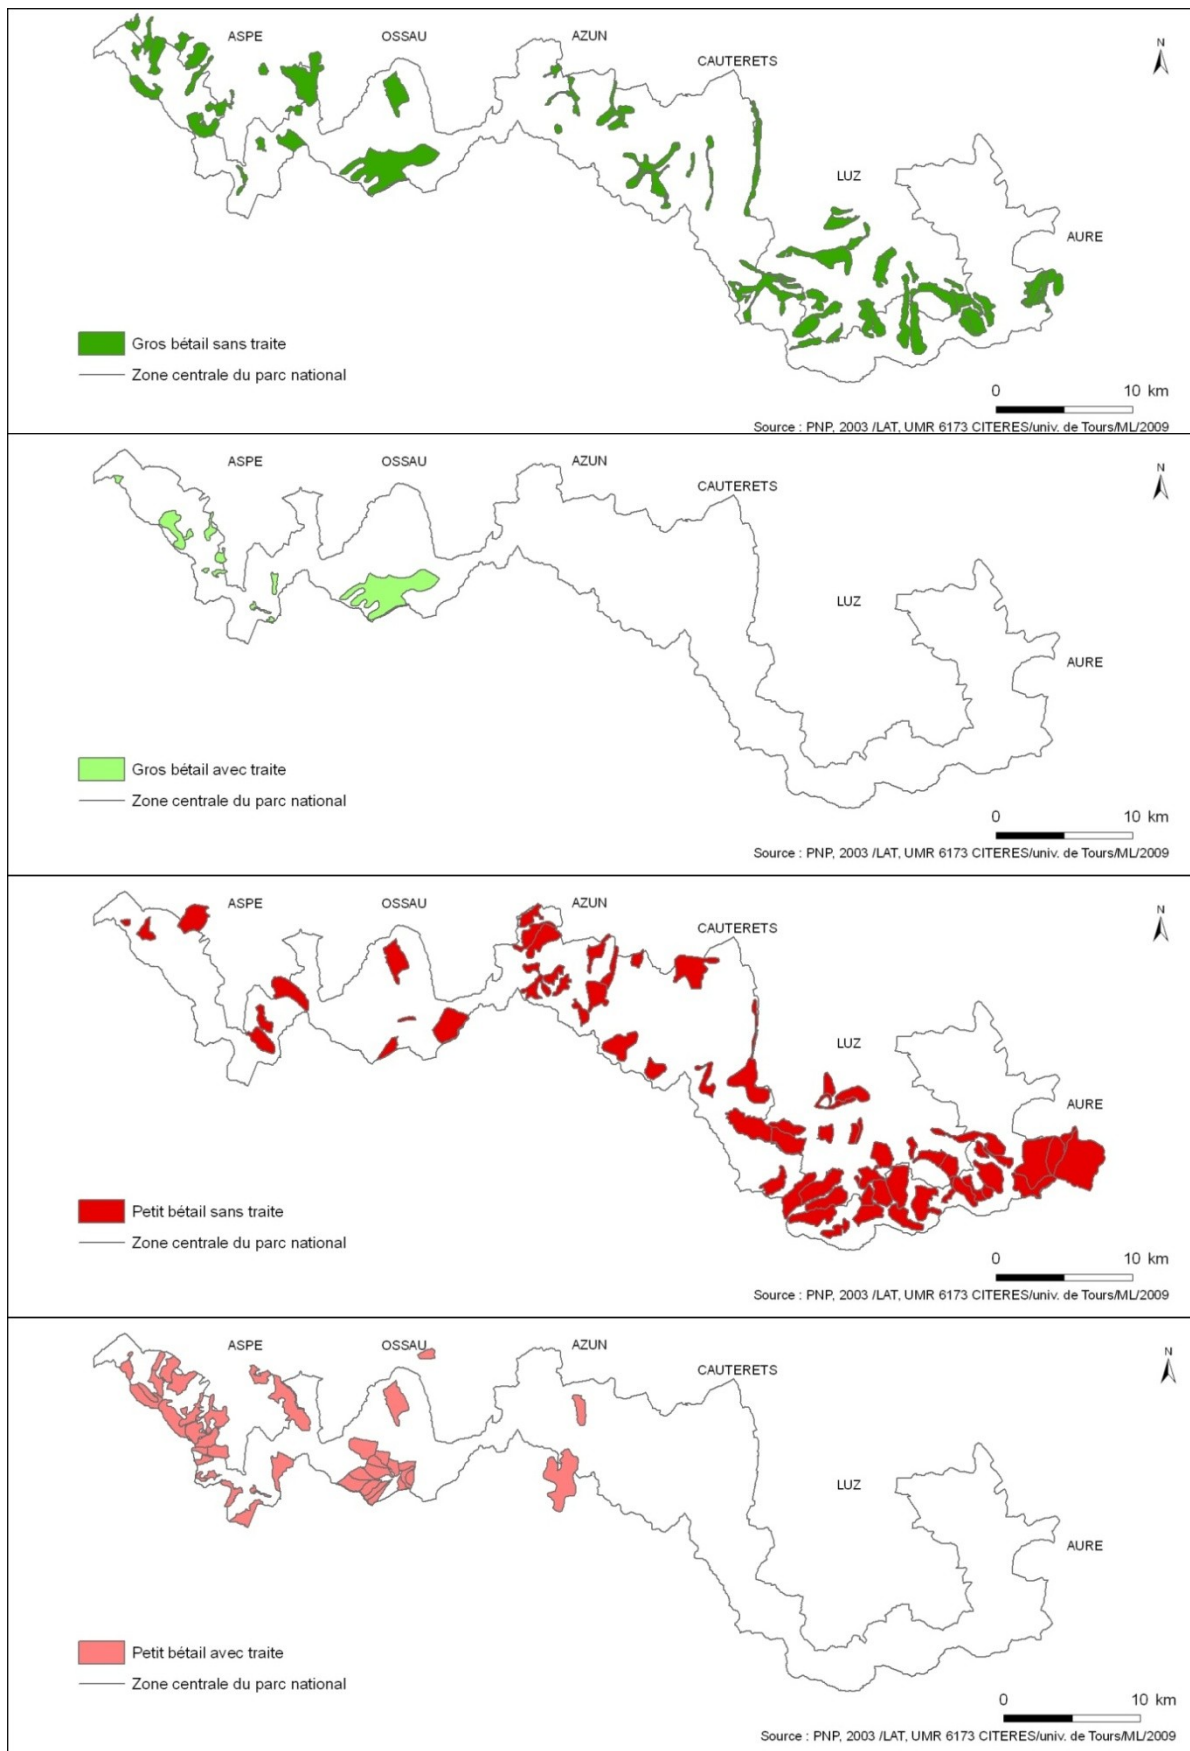 ASPE
OSSAU
AZUN
CAUTERETS
N
LUZ
AURE
Gros bétail sans traite
Zone centrale du parc national
0 10 km
Source : PNP, 2003 /LAT, UMR 6173 CITERES/univ. de Tours/ML/2009
ASPE
OSSAU
AZUN
CAUTERETS
N
LUZ
AURE
Gros bétail avec traite
Zone centrale du parc national
0 10 km
Source : PNP, 2003 /LAT, UMR 6173 CITERES/univ. de Tours/ML/2009
ASPE
OSSAU
AZUN
CAUTERETS
N
LUZ
AURE
Petit bétail sans traite
Zone centrale du parc national
0 10 km
Source : PNP, 2003 /LAT, UMR 6173 CITERES/univ. de Tours/ML/2009
ASPE
OSSAU
AZUN
CAUTERETS
N
LUZ
AURE
Petit bétail avec traite
Zone centrale du parc national
0 10 km
Source : PNP, 2003 /LAT, UMR 6173 CITERES/univ. de Tours/ML/2009